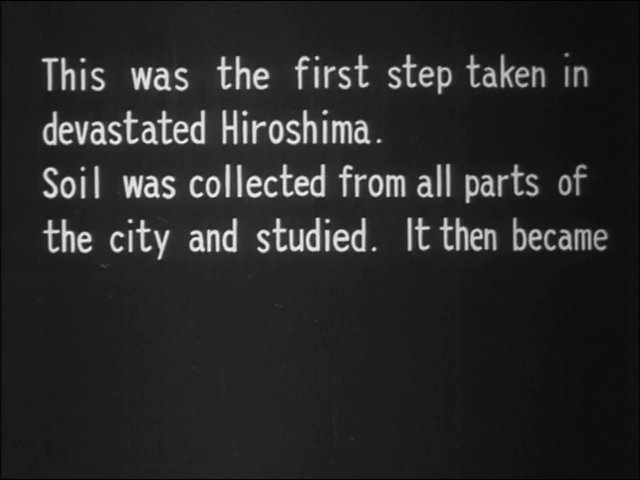 This was the first step taken in
devastated Hiroshima.
Soil was collected from all parts of
the city and studied. It then became